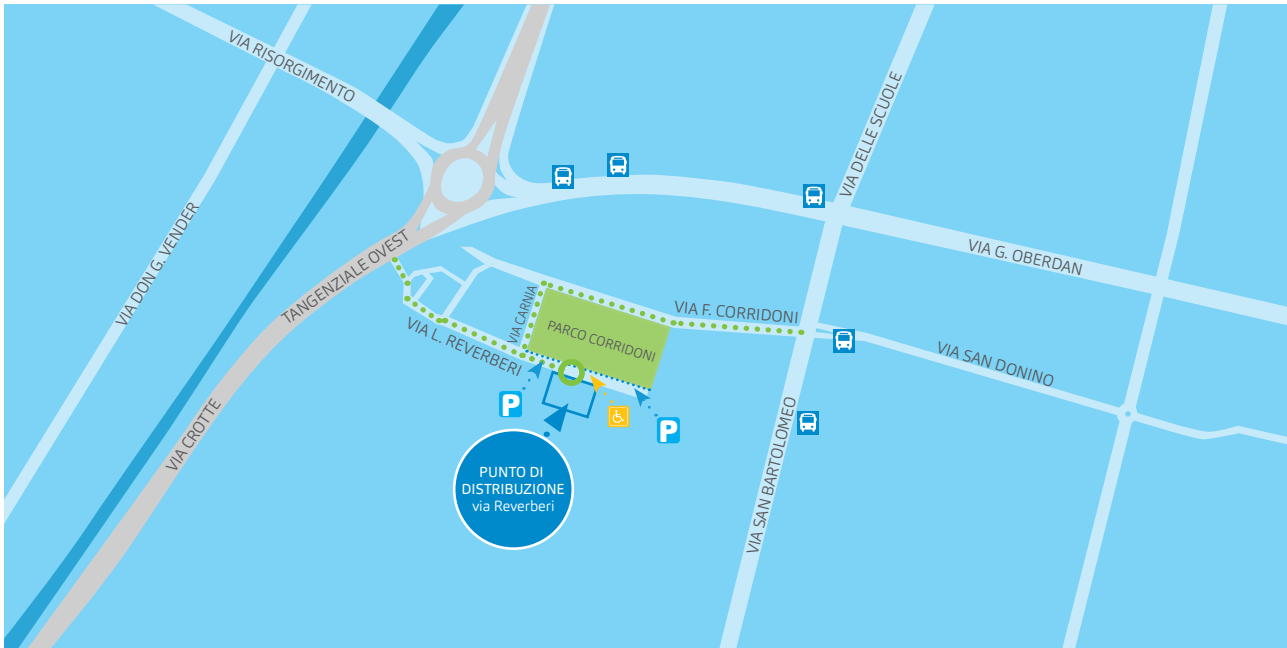 VIA RISORGIMENTO
VIA DELLE SCUOLE
VIA DON G. VENDER
TANGENZIALE OVEST
VIA G. OBERDAN
VIA CARNIA
VIA F. CORRIDONI
PARCO CORRIDONI
VIA L. REVERBERI
VIA SAN DONINO
P
P
VIA CROTTE
VIA SAN BARTOLOMEO
PUNTO DI
DISTRIBUZIONE
via Reverberi